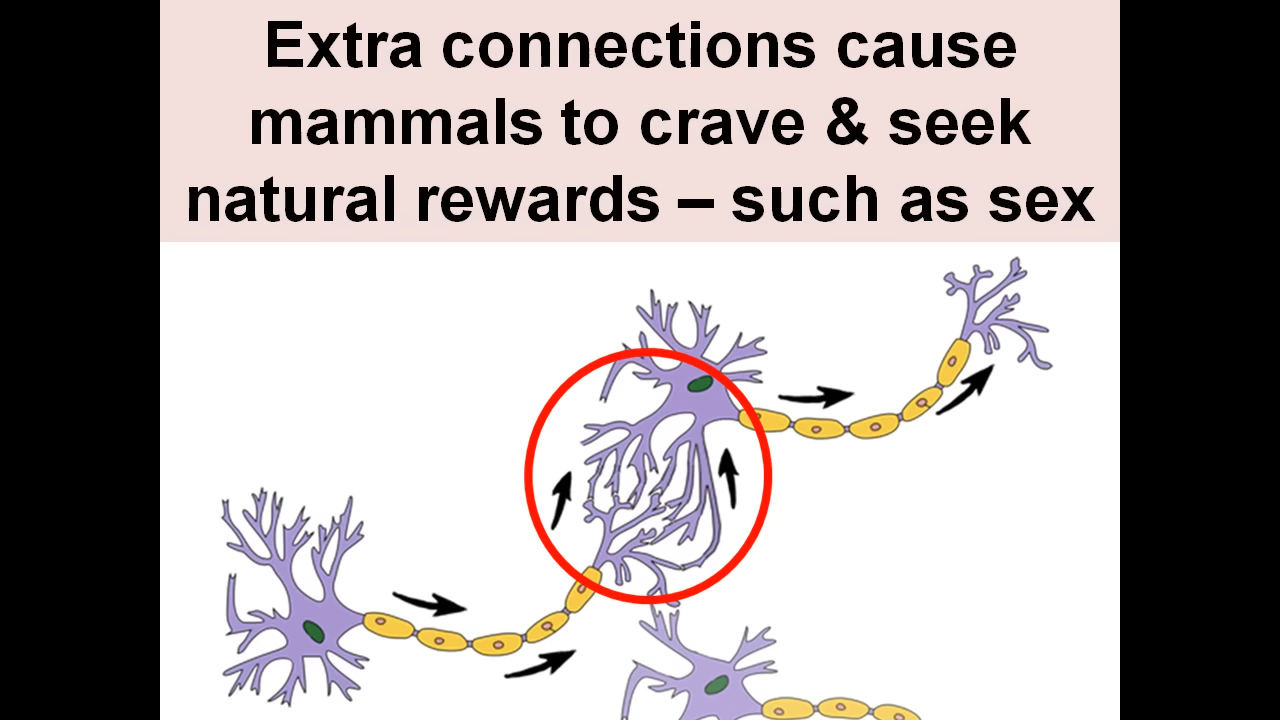 Extra connections cause
mammals to crave & seek
natural rewards – such as sex